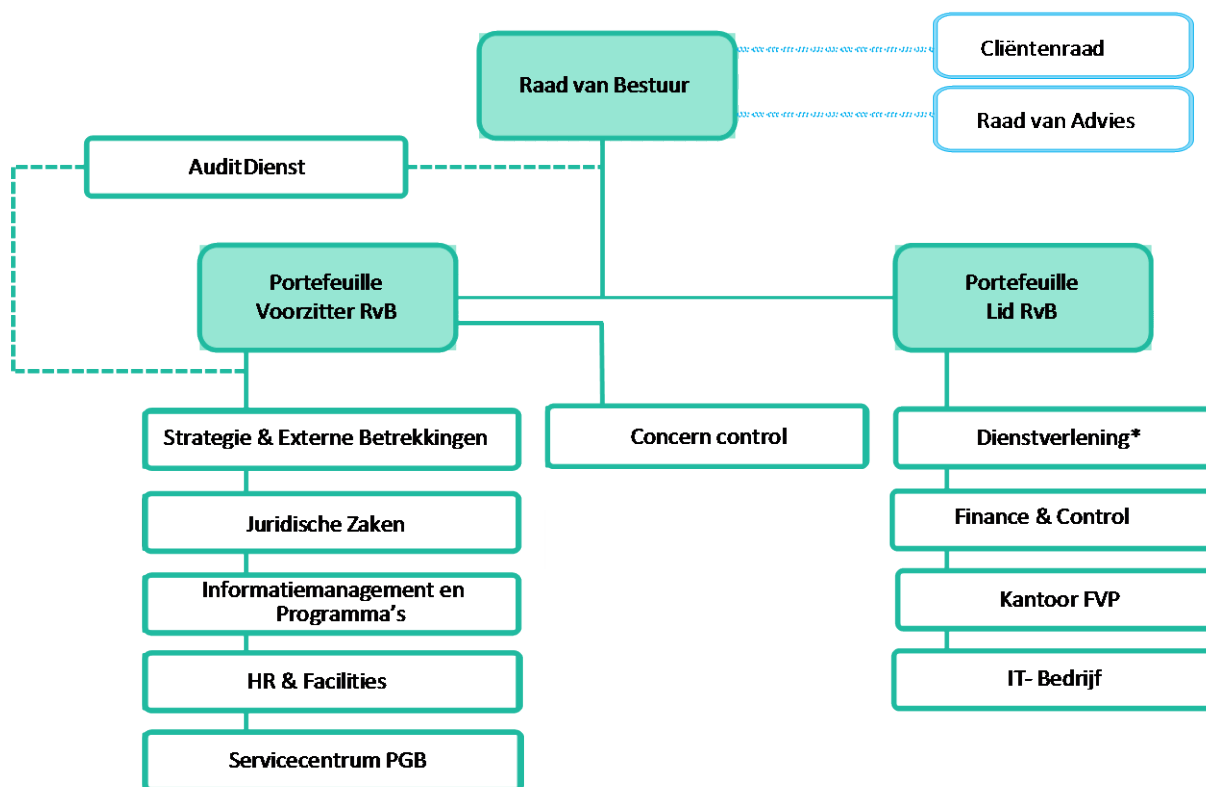 Raad van Bestuur
Cliëntenraad
Raad van Advies
AuditDienst
Portefeuille
Voorzitter RvB
Portefeuille
Lid RvB
Strategie & Externe Betrekkingen
Concern control
Dienstverlening*
Juridische Zaken
Finance & Control
Informatiemanagement en
Programma's
Kantoor FVP
HR & Facilities
IT- Bedrijf
Servicecentrum PGB